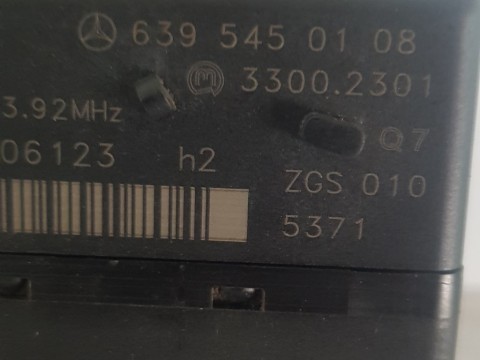 639 545 01 08
3300.2301
3.92MHz
Q7
06123 h2
ZGS 010
5371